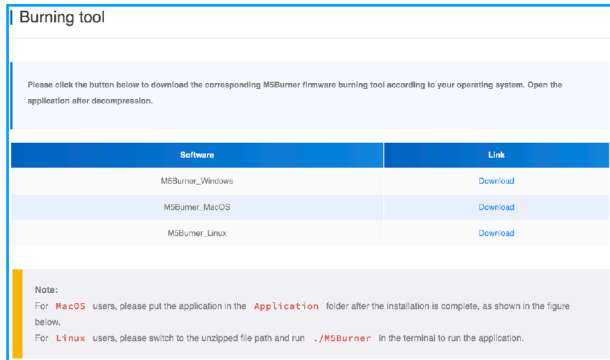 Burning tool
Please click the button below to download the corresponding M5Burner firmware burning tool according to your operating system. Open the
application after decompression.
Software Link
M5Burner_Windows Download
M5Burner_MacOS Download
M5Burner_Linux Download
Note:
For MacOS users, please put the application in the Application folder after the installation is complete, as shown in the figure
below.
For Linux users, please switch to the unzipped file path and run ./M5Burner in the terminal to run the application.